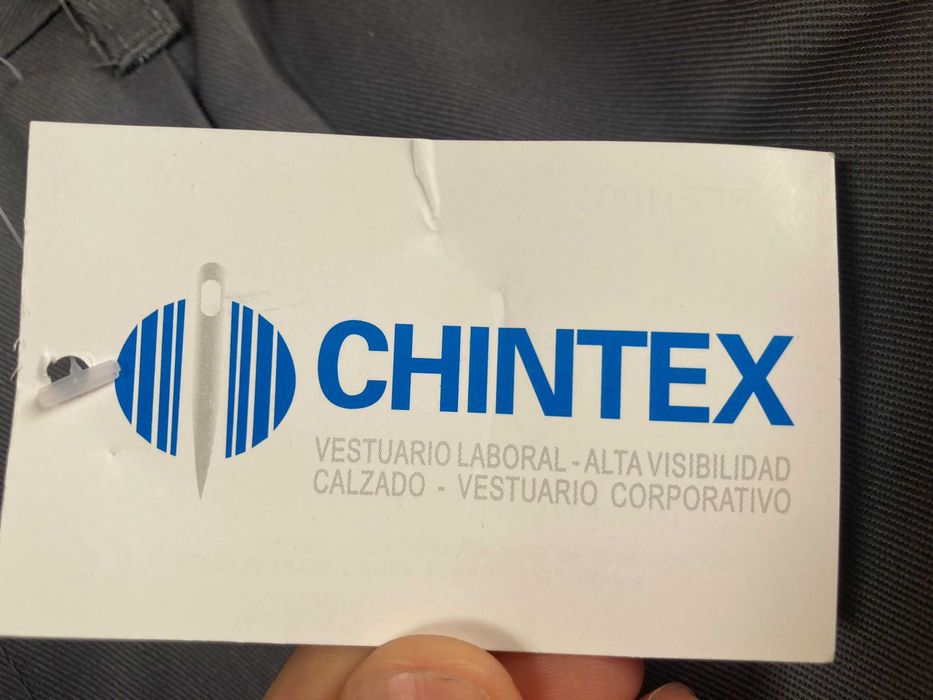 CHINTEX
VESTUARIO LABORAL - ALTA VISIBILIDAD
CALZADO - VESTUARIO CORPORATIVO